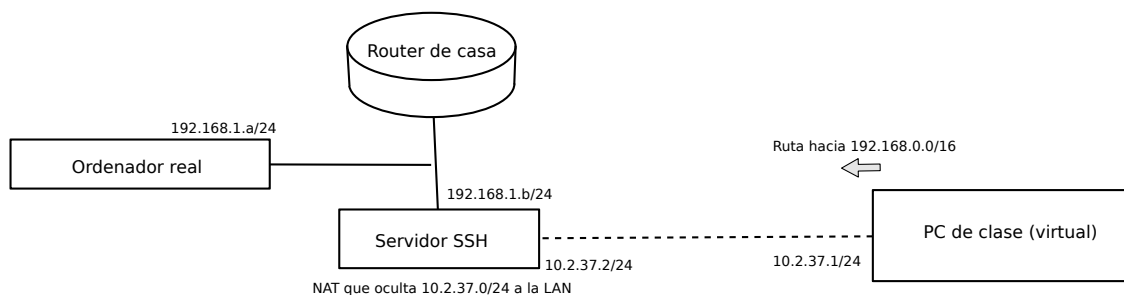 Router de casa
192.168.1.a/24
Ordenador real
Ruta hacia 192.168.0.0/16
192.168.1.b/24
Servidor SSH
PC de clase (virtual)
10.2.37.2/24
10.2.37.1/24
NAT que oculta 10.2.37.0/24 a la LAN